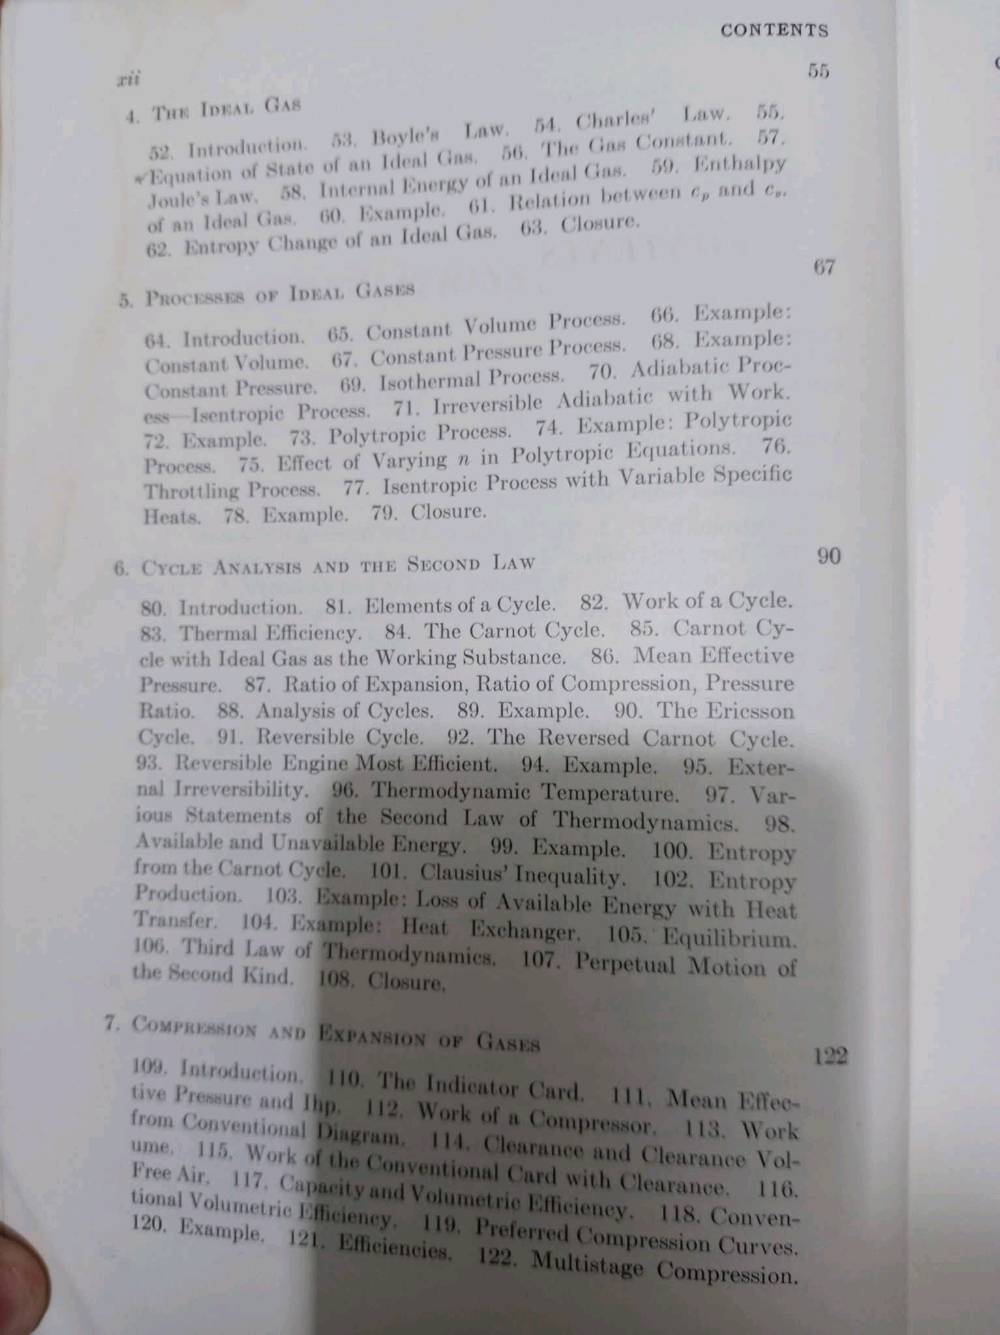 CONTENTS
xii
55
4. THE IDEAL GAS
52. Introduction. 53. Boyle's Law. 54. Charles' Law. 55.
Equation of State of an Ideal Gas. 56. The Gas Constant. 57.
Joule's Law. 58. Internal Energy of an Ideal Gas. 59. Enthalpy
of an Ideal Gas. 60. Example. 61. Relation between cp and cv.
62. Entropy Change of an Ideal Gas. 63. Closure.
67
5. PROCESSES OF IDEAL GASES
64. Introduction. 65. Constant Volume Process. 66. Example:
Constant Volume. 67. Constant Pressure Process. 68. Example:
Constant Pressure. 69. Isothermal Process. 70. Adiabatic Proc-
ess—Isentropic Process. 71. Irreversible Adiabatic with Work.
72. Example. 73. Polytropic Process. 74. Example: Polytropic
Process. 75. Effect of Varying n in Polytropic Equations. 76.
Throttling Process. 77. Isentropic Process with Variable Specific
Heats. 78. Example. 79. Closure.
6. CYCLE ANALYSIS AND THE SECOND LAW 90
80. Introduction. 81. Elements of a Cycle. 82. Work of a Cycle.
83. Thermal Efficiency. 84. The Carnot Cycle. 85. Carnot Cy-
cle with Ideal Gas as the Working Substance. 86. Mean Effective
Pressure. 87. Ratio of Expansion, Ratio of Compression, Pressure
Ratio. 88. Analysis of Cycles. 89. Example. 90. The Ericsson
Cycle. 91. Reversible Cycle. 92. The Reversed Carnot Cycle.
93. Reversible Engine Most Efficient. 94. Example. 95. Exter-
nal Irreversibility. 96. Thermodynamic Temperature. 97. Var-
ious Statements of the Second Law of Thermodynamics. 98.
Available and Unavailable Energy. 99. Example. 100. Entropy
from the Carnot Cycle. 101. Clausius' Inequality. 102. Entropy
Production. 103. Example: Loss of Available Energy with Heat
Transfer. 104. Example: Heat Exchanger. 105. Equilibrium.
106. Third Law of Thermodynamics. 107. Perpetual Motion of
the Second Kind. 108. Closure.
7. COMPRESSION AND EXPANSION OF GASES 122
109. Introduction. 110. The Indicator Card. 111. Mean Effec-
tive Pressure and Ihp. 112. Work of a Compressor. 113. Work
from Conventional Diagram. 114. Clearance and Clearance Vol-
ume. 115. Work of the Conventional Card with Clearance. 116.
Free Air. 117. Capacity and Volumetric Efficiency. 118. Conven-
tional Volumetric Efficiency. 119. Preferred Compression Curves.
120. Example. 121. Efficiencies. 122. Multistage Compression.